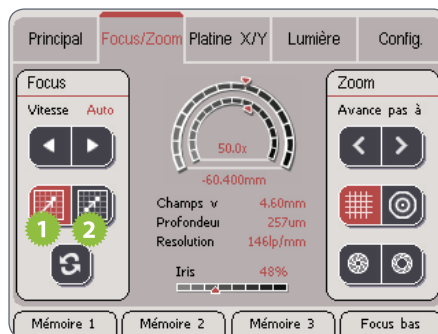 Principal Focus/Zoom Platine X/Y Lumière Config.
Focus
Vitesse Auto
1 2
50.0x
-60.400mm
Champs v 4.60mm
Profondeur 257um
Resolution 146lp/mm
Iris 48%
Zoom
Avance pas à
Mémoire 1 Mémoire 2 Mémoire 3 Focus bas